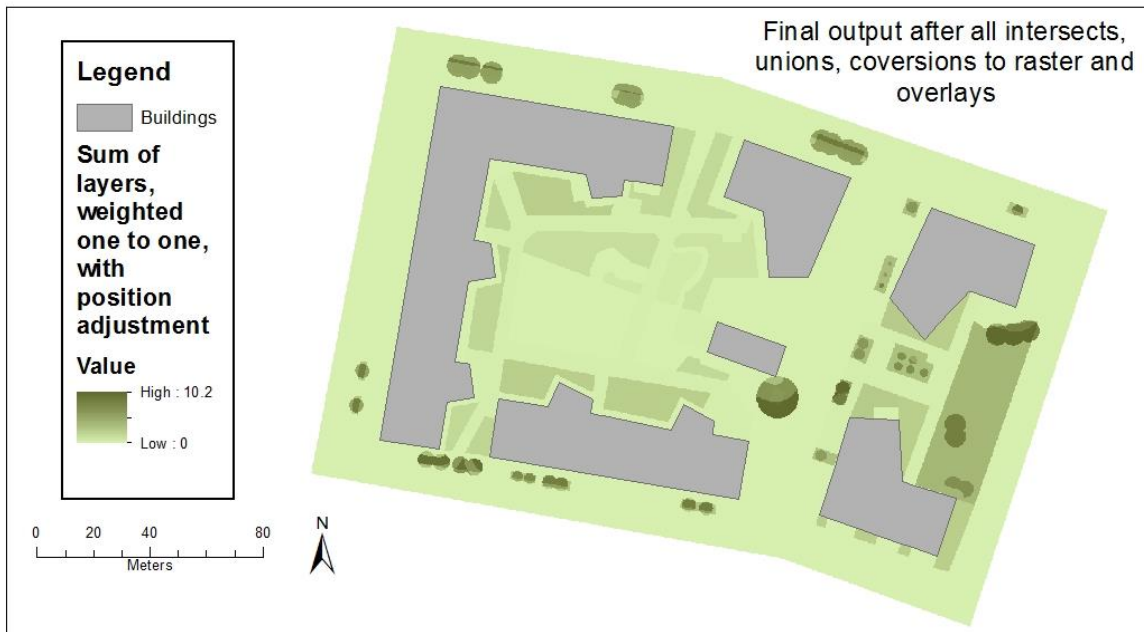 Final output after all intersects,
unions, coversions to raster and
overlays
Legend
Buildings
Sum of
layers,
weighted
one to one,
with
position
adjustment
Value
High : 10.2
Low : 0
0 20 40 80
Meters
N